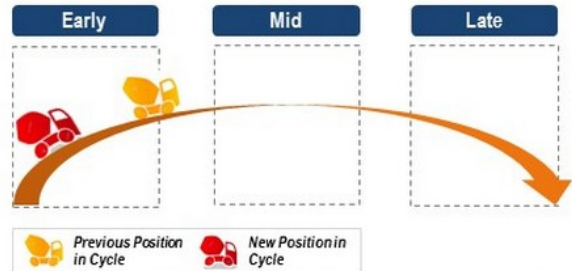 Early
Mid
Late
Previous Position
in Cycle
New Position in
Cycle